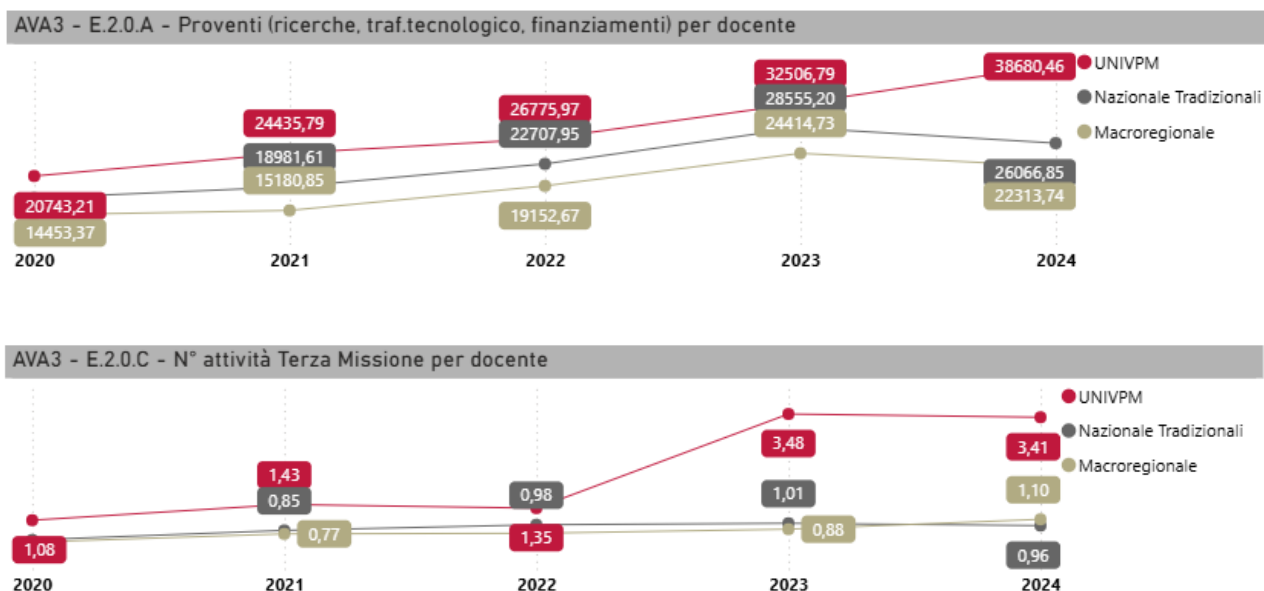 AVA3 - E.2.0.A - Proventi (ricerche, traf.tecnologico, finanziamenti) per docente
38680,46
UNIVPM
32506,79
28555,20
Nazionale Tradizionali
26775,97
24435,79
22707,95
24414,73
Macroregionale
18981,61
15180,85
26066,85
22313,74
20743,21
14453,37
19152,67
2020 2021 2022 2023 2024
AVA3 - E.2.0.C - N° attività Terza Missione per docente
UNIVPM
Nazionale Tradizionali
3,48
3,41
Macroregionale
1,43
0,85
0,98
1,01
1,10
1,08
0,77
1,35
0,88
0,96
2020 2021 2022 2023 2024